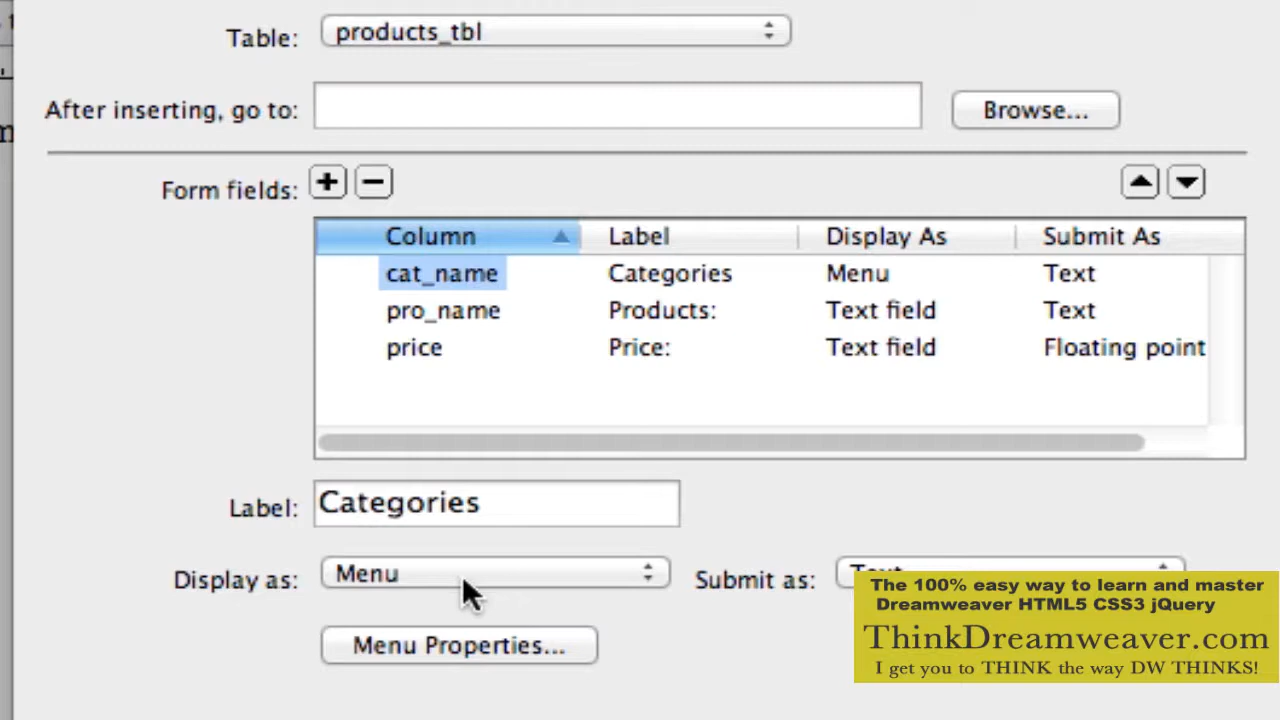 Table: products_tbl
After inserting, go to: Browse...
Form fields:
Column Label Display As Submit As
cat_name Categories Menu Text
pro_name Products: Text field Text
price Price: Text field Floating point
Label: Categories
Display as: Menu Submit as: Text
Menu Properties...
The 100% easy way to learn and master
Dreamweaver HTML5 CSS3 jQuery
ThinkDreamweaver.com
I get you to THINK the way DW THINKS!